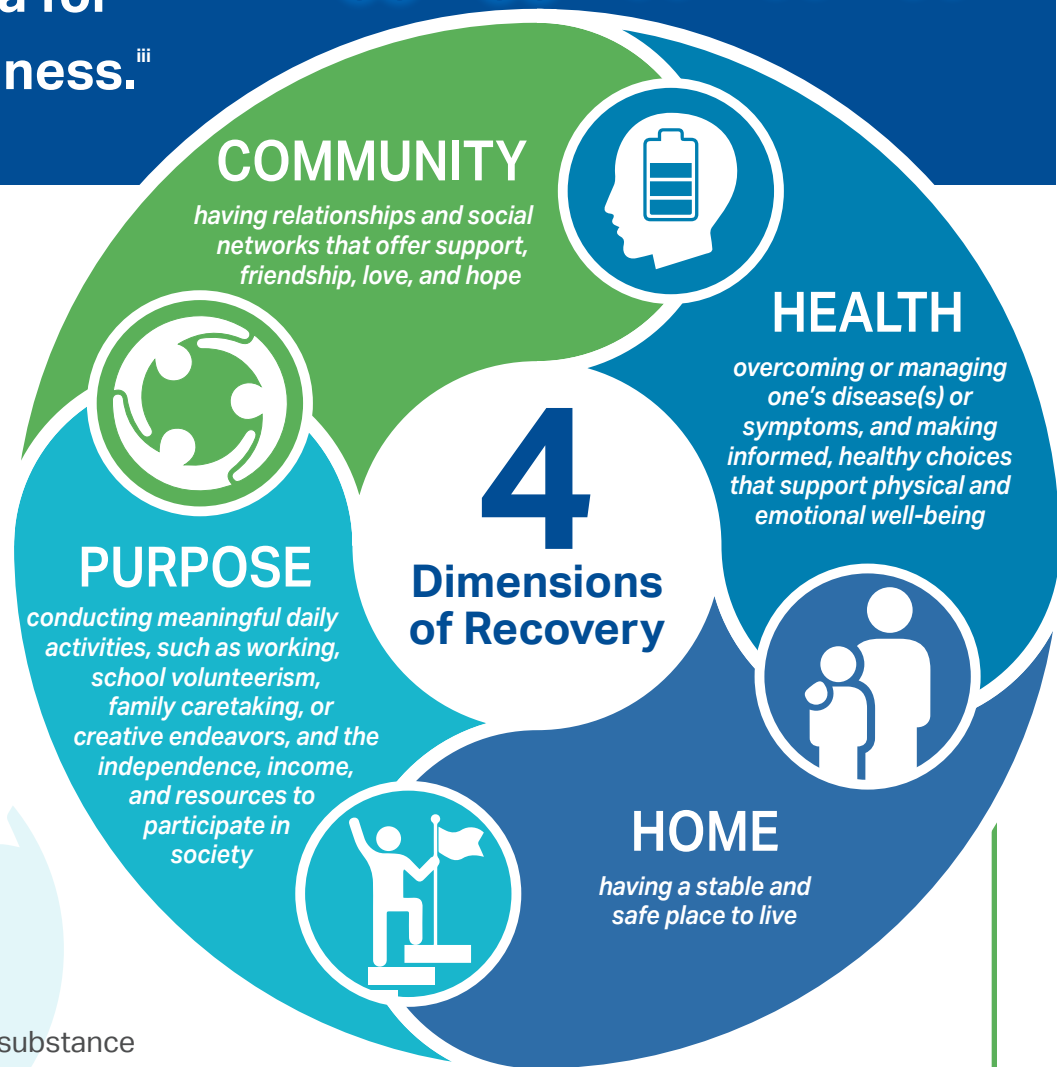 a for
ness.iii
COMMUNITY
having relationships and social
networks that offer support,
friendship, love, and hope
HEALTH
overcoming or managing
one’s disease(s) or
symptoms, and making
informed, healthy choices
that support physical and
emotional well-being
4
Dimensions
of Recovery
PURPOSE
conducting meaningful daily
activities, such as working,
school volunteerism,
family caretaking, or
creative endeavors, and the
independence, income,
and resources to
participate in
society
HOME
having a stable and
safe place to live
substance